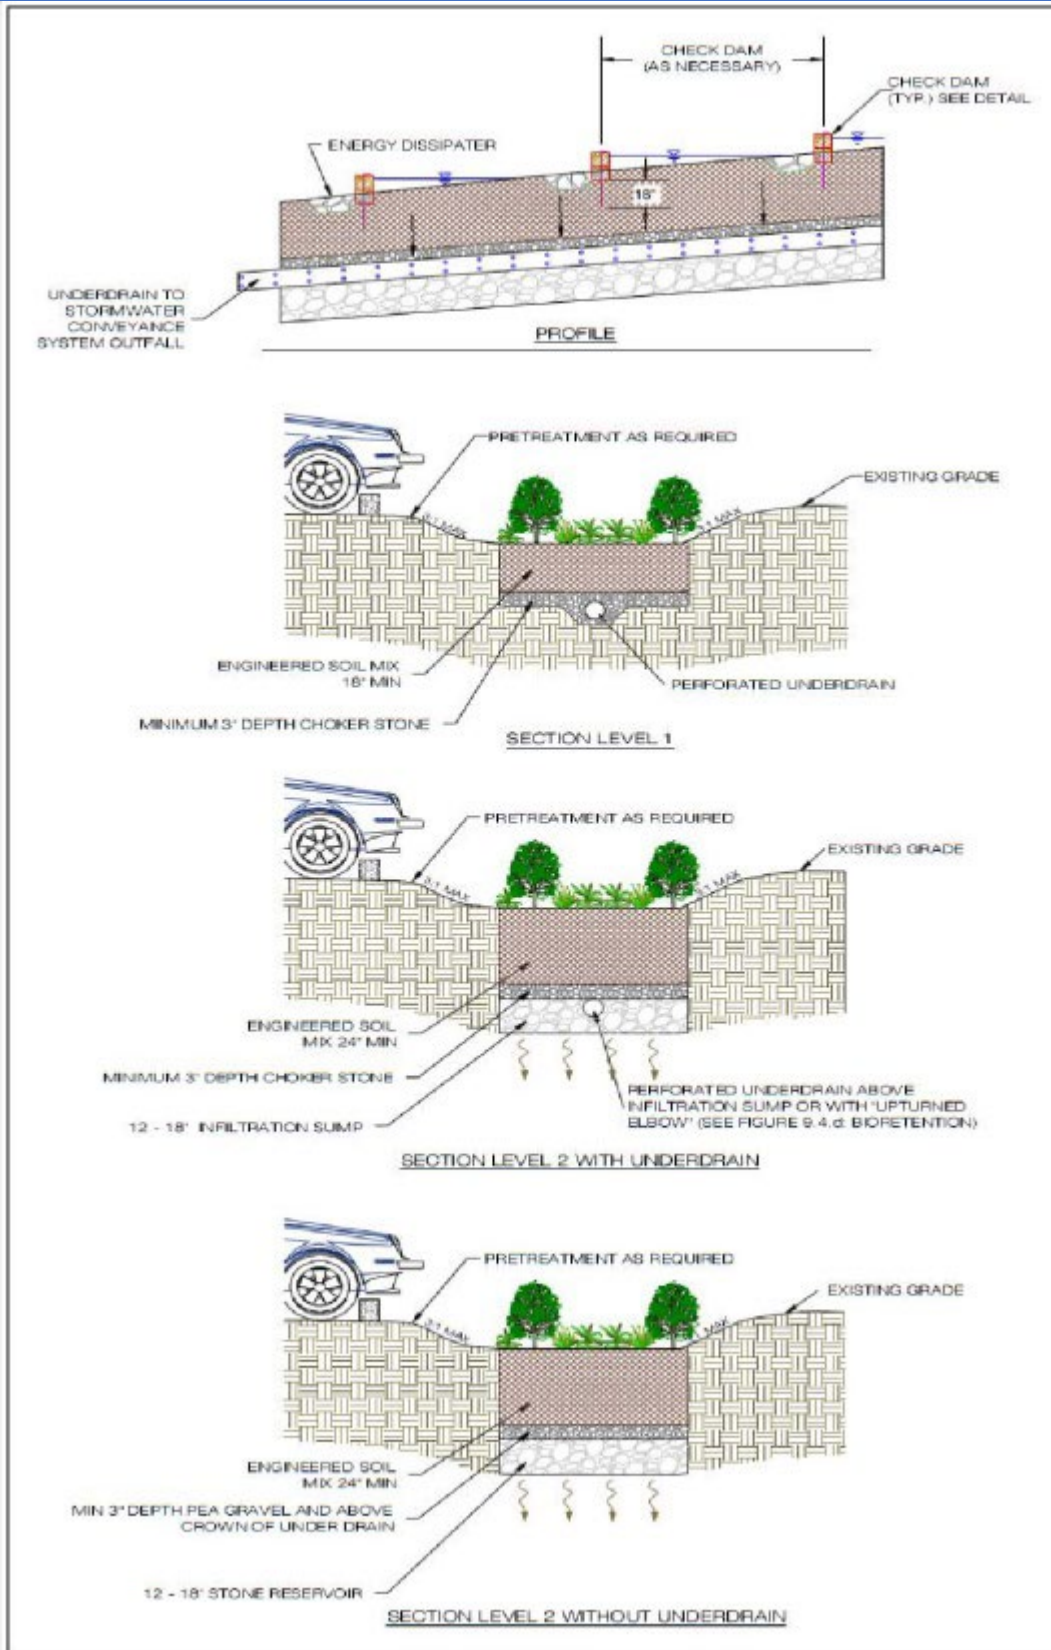 CHECK DAM
(AS NECESSARY)
CHECK DAM
(TYP.) SEE DETAIL
ENERGY DISSIPATER
18"
UNDERDRAIN TO
STORMWATER
CONVEYANCE
SYSTEM OUTFALL
PROFILE
PRETREATMENT AS REQUIRED
EXISTING GRADE
3:1 MAX
3:1 MAX
ENGINEERED SOIL MIX
18" MIN
PERFORATED UNDERDRAIN
MINIMUM 3" DEPTH CHOKER STONE
SECTION LEVEL 1
PRETREATMENT AS REQUIRED
EXISTING GRADE
3:1 MAX
3:1 MAX
ENGINEERED SOIL
MIX 24" MIN
MINIMUM 3" DEPTH CHOKER STONE
12 - 18" INFILTRATION SUMP
PERFORATED UNDERDRAIN ABOVE
INFILTRATION SUMP OR WITH "UPTURNED
ELBOW" (SEE FIGURE 9.4.d: BIORETENTION)
SECTION LEVEL 2 WITH UNDERDRAIN
PRETREATMENT AS REQUIRED
EXISTING GRADE
3:1 MAX
MAX
ENGINEERED SOIL
MIX 24" MIN
MIN 3" DEPTH PEA GRAVEL AND ABOVE
CROWN OF UNDER DRAIN
12 - 18" STONE RESERVOIR
SECTION LEVEL 2 WITHOUT UNDERDRAIN